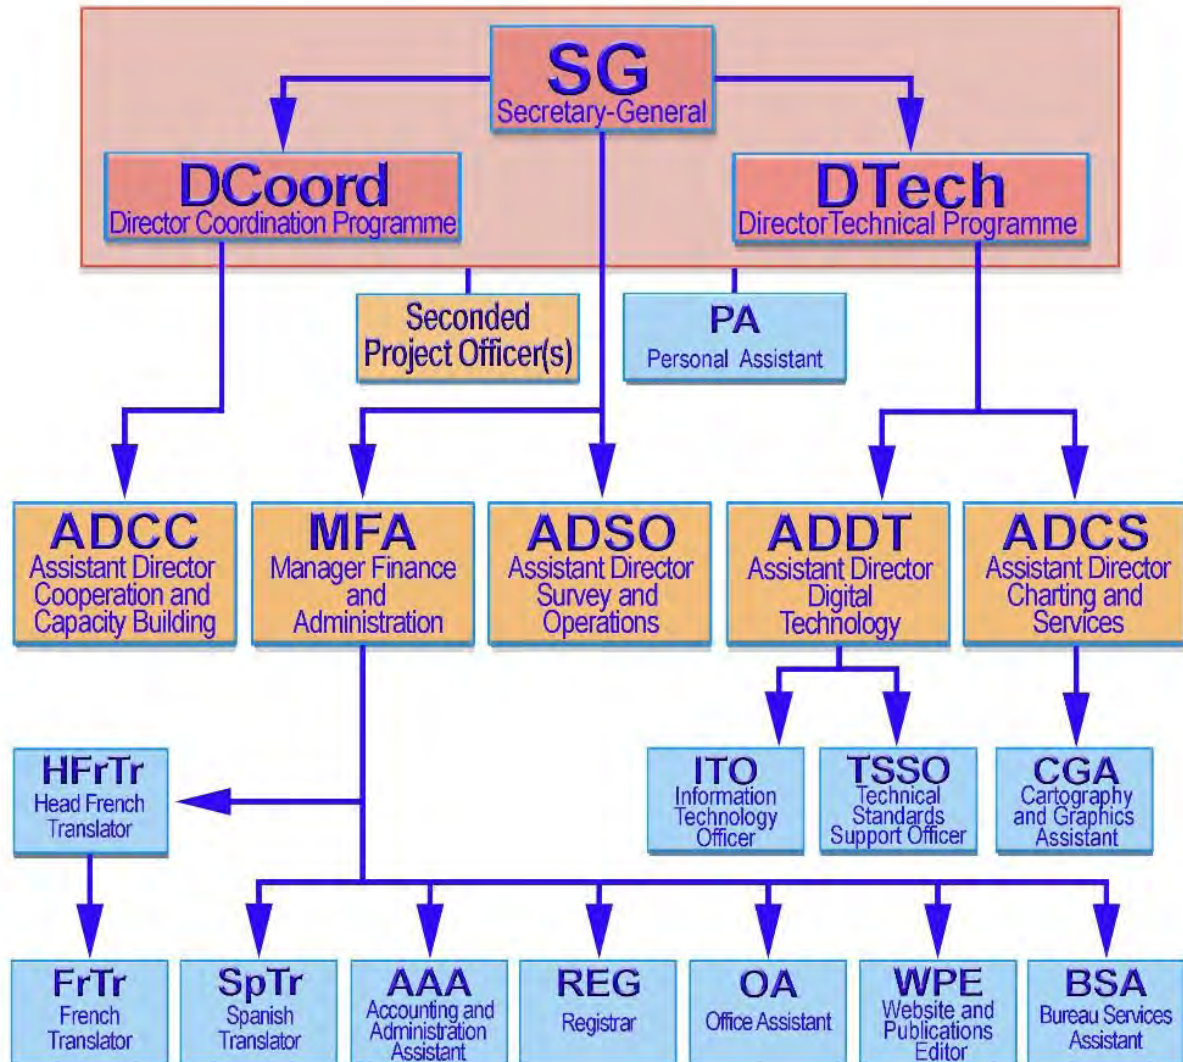 SG
Secretary-General
DCoord
Director Coordination Programme
DTech
DirectorTechnical Programme
Seconded
Project Officer(s)
PA
Personal Assistant
ADCC
Assistant Director
Cooperation and
Capacity Building
MFA
Manager Finance
and
Administration
ADSO
Assistant Director
Survey and
Operations
ADDT
Assistant Director
Digital
Technology
ADCS
Assistant Director
Charting and
Services
HFrTr
Head French
Translator
ITO
Information
Technology
Officer
TSSO
Technical
Standards
Support Officer
CGA
Cartography
and Graphics
Assistant
FrTr
French
Translator
SpTr
Spanish
Translator
AAA
Accounting and
Administration
Assistant
REG
Registrar
OA
Office Assistant
WPE
Website and
Publications
Editor
BSA
Bureau Services
Assistant